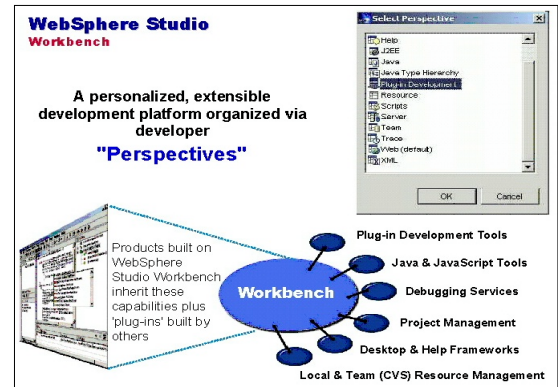 WebSphere Studio
Workbench
A personalized, extensible
development platform organized via
developer
"Perspectives"
Select Perspective
Help
J2EE
Java
Java Type Hierarchy
Plug-in Development
Resource
Scripts
Server
Team
Trace
Web (default)
XML
OK
Cancel
Products built on
WebSphere
Studio Workbench
inherit these
capabilities plus
'plug-ins' built by
others
Workbench
Plug-in Development Tools
Java & JavaScript Tools
Debugging Services
Project Management
Desktop & Help Frameworks
Local & Team (CVS) Resource Management